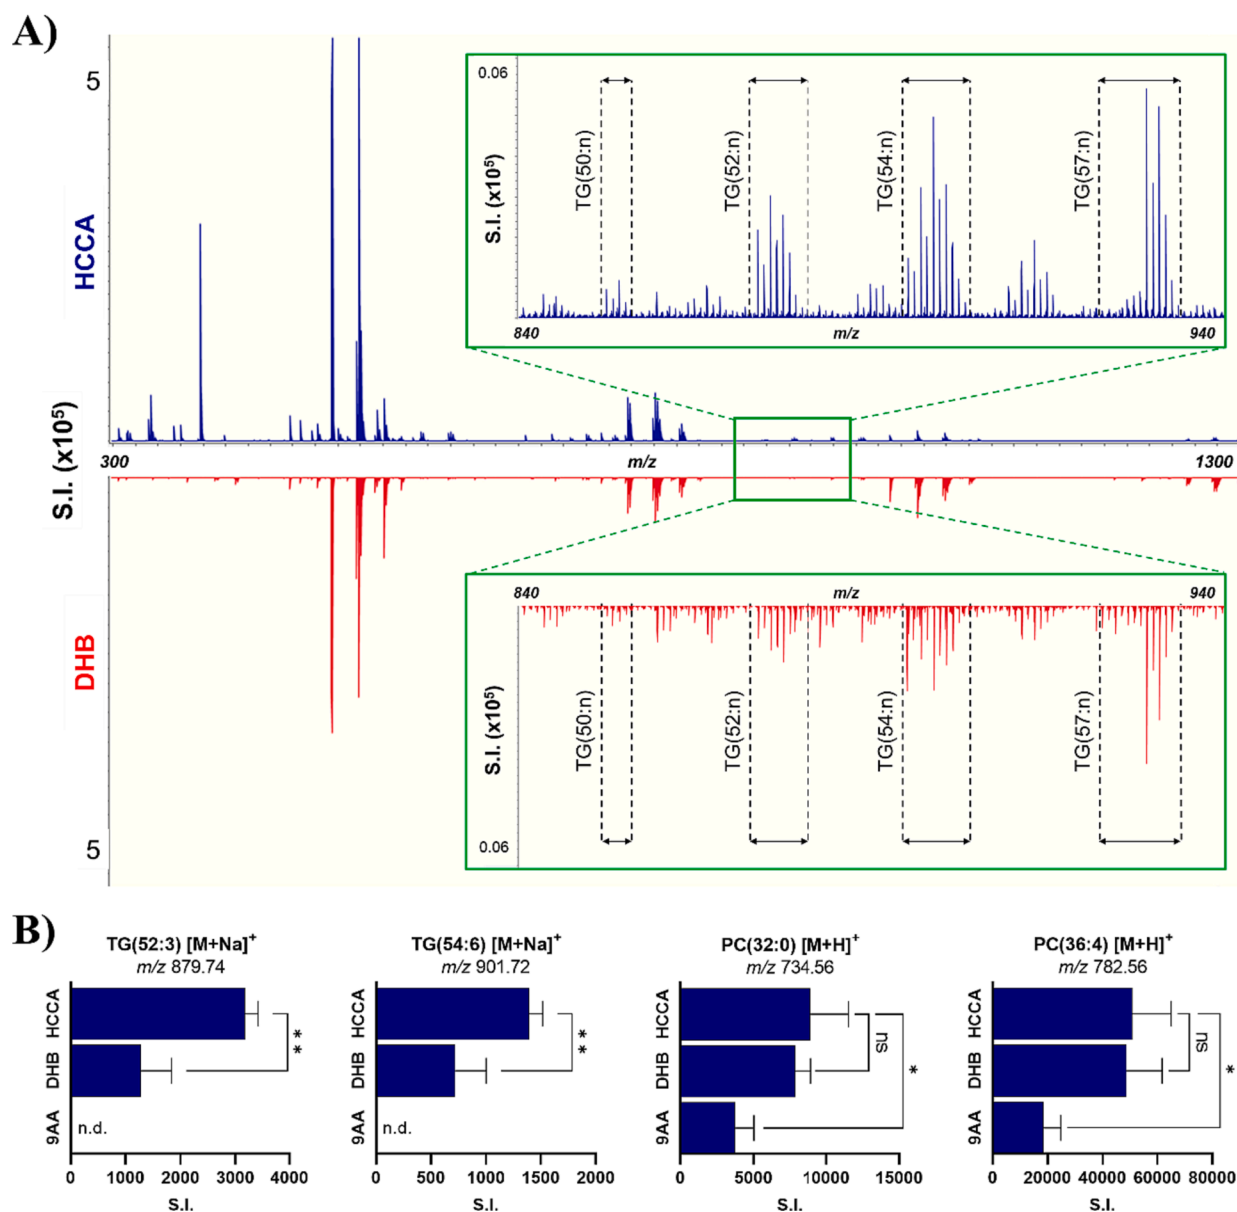 A)
5
HCCA
S.I. (x10⁵)
DHB
5
0.06
S.I. (x10⁵)
TG(50:n)
TG(52:n)
TG(54:n)
TG(57:n)
840
m/z
940
300
m/z
1300
840
m/z
940
S.I. (x10⁵)
TG(50:n)
TG(52:n)
TG(54:n)
TG(57:n)
0.06
B)
TG(52:3) [M+Na]⁺
m/z 879.74
HCCA
DHB
9AA
n.d.
**
0 1000 2000 3000 4000
S.I.
TG(54:6) [M+Na]⁺
m/z 901.72
HCCA
DHB
9AA
n.d.
**
0 500 1000 1500 2000
S.I.
PC(32:0) [M+H]⁺
m/z 734.56
HCCA
DHB
9AA
ns
*
0 5000 10000 15000
S.I.
PC(36:4) [M+H]⁺
m/z 782.56
HCCA
DHB
9AA
ns
*
0 20000 40000 60000 80000
S.I.